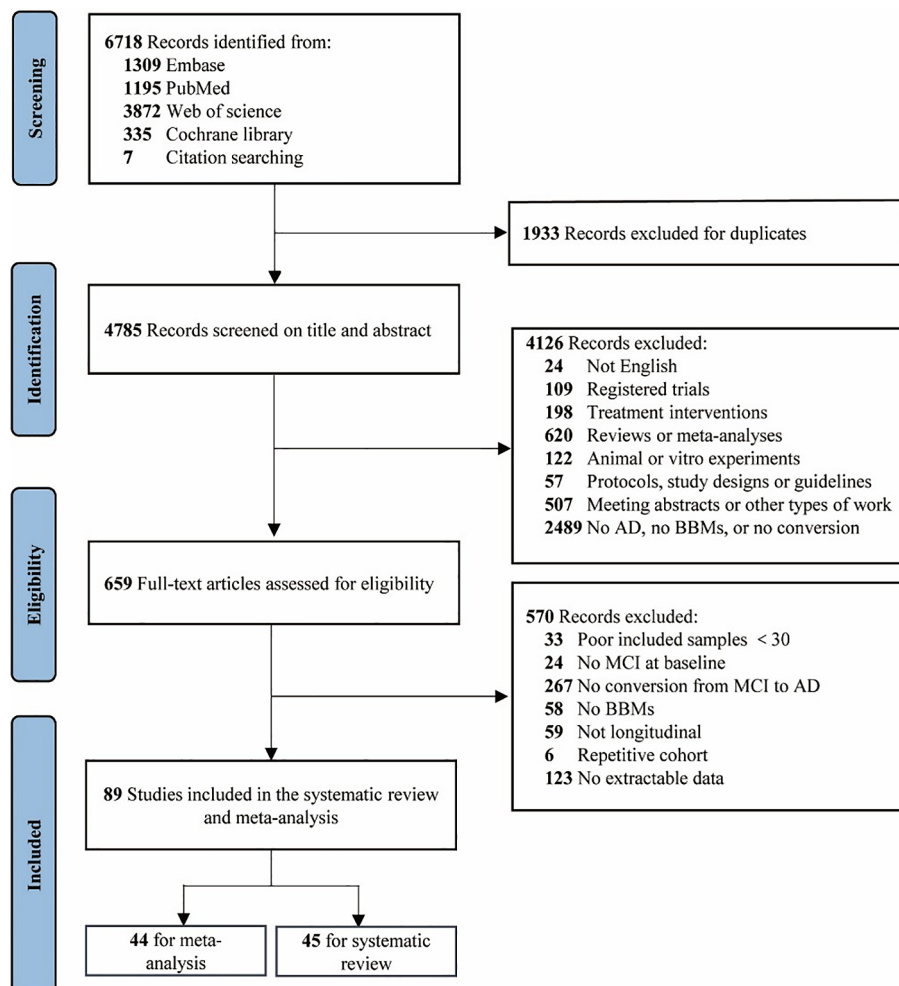 Screening
6718 Records identified from:
1309 Embase
1195 PubMed
3872 Web of science
335 Cochrane library
7 Citation searching
1933 Records excluded for duplicates
Identification
4785 Records screened on title and abstract
4126 Records excluded:
24 Not English
109 Registered trials
198 Treatment interventions
620 Reviews or meta-analyses
122 Animal or vitro experiments
57 Protocols, study designs or guidelines
507 Meeting abstracts or other types of work
2489 No AD, no BBMs, or no conversion
Eligibility
659 Full-text articles assessed for eligibility
570 Records excluded:
33 Poor included samples < 30
24 No MCI at baseline
267 No conversion from MCI to AD
58 No BBMs
59 Not longitudinal
6 Repetitive cohort
123 No extractable data
Included
89 Studies included in the systematic review
and meta-analysis
44 for meta-
analysis
45 for systematic
review